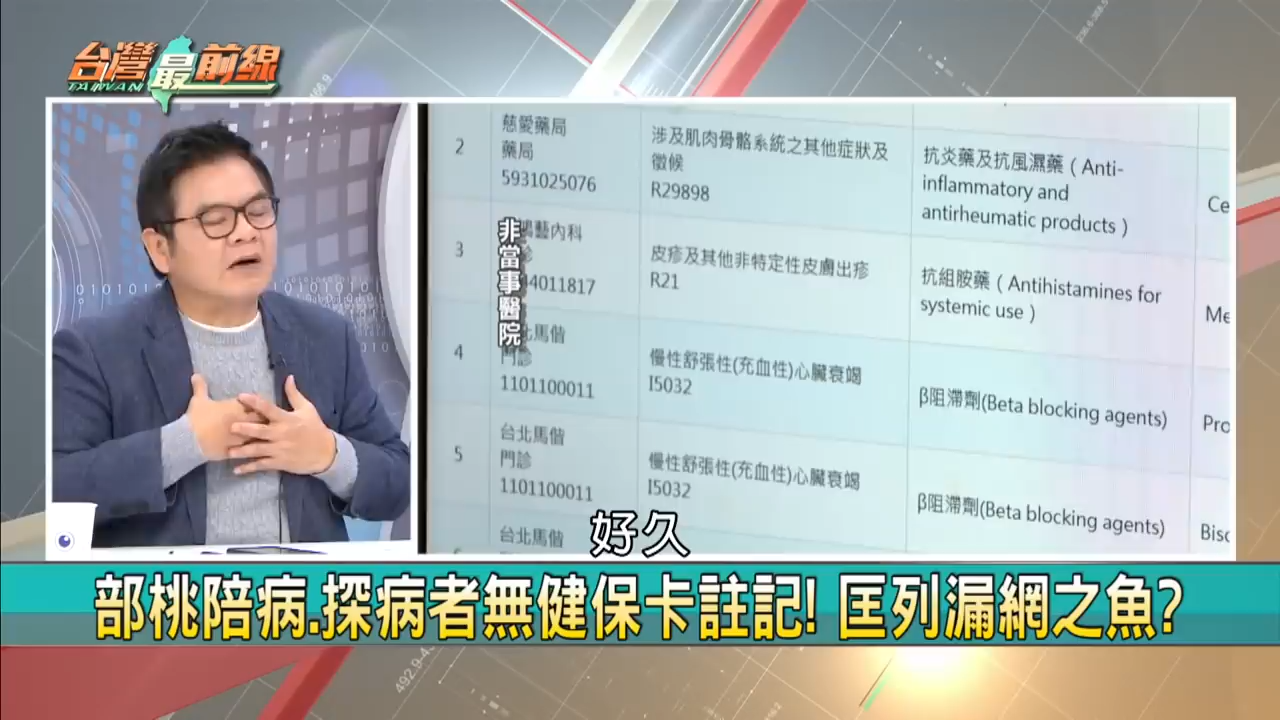 台灣最前線
TAIWAN
2
慈愛藥局
藥局
5931025076
涉及肌肉骨骼系統之其他症狀及
徵候
R29898
抗炎藥及抗風濕藥（Anti-
inflammatory and
antirheumatic products）
Ce
3
鴻藝內科
44011817
皮疹及其他非特定性皮膚出疹
R21
抗組胺藥（Antihistamines for
systemic use）
Me
非當事醫院
4
北馬偕
門診
1101100011
慢性舒張性(充血性)心臟衰竭
I5032
β阻滯劑(Beta blocking agents)
Pro
5
台北馬偕
門診
1101100011
慢性舒張性(充血性)心臟衰竭
I5032
β阻滯劑(Beta blocking agents)
Bisc
台北馬偕
好久
部桃陪病.探病者無健保卡註記! 匡列漏網之魚?